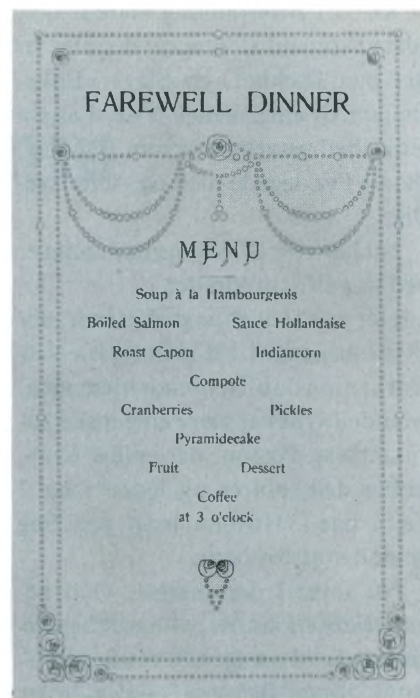 FAREWELL DINNER
MENU
Soup à la Hambourgeois
Boiled Salmon Sauce Hollandaise
Roast Capon Indiancorn
Compote
Cranberries Pickles
Pyramidecake
Fruit Dessert
Coffee
at 3 o'clock